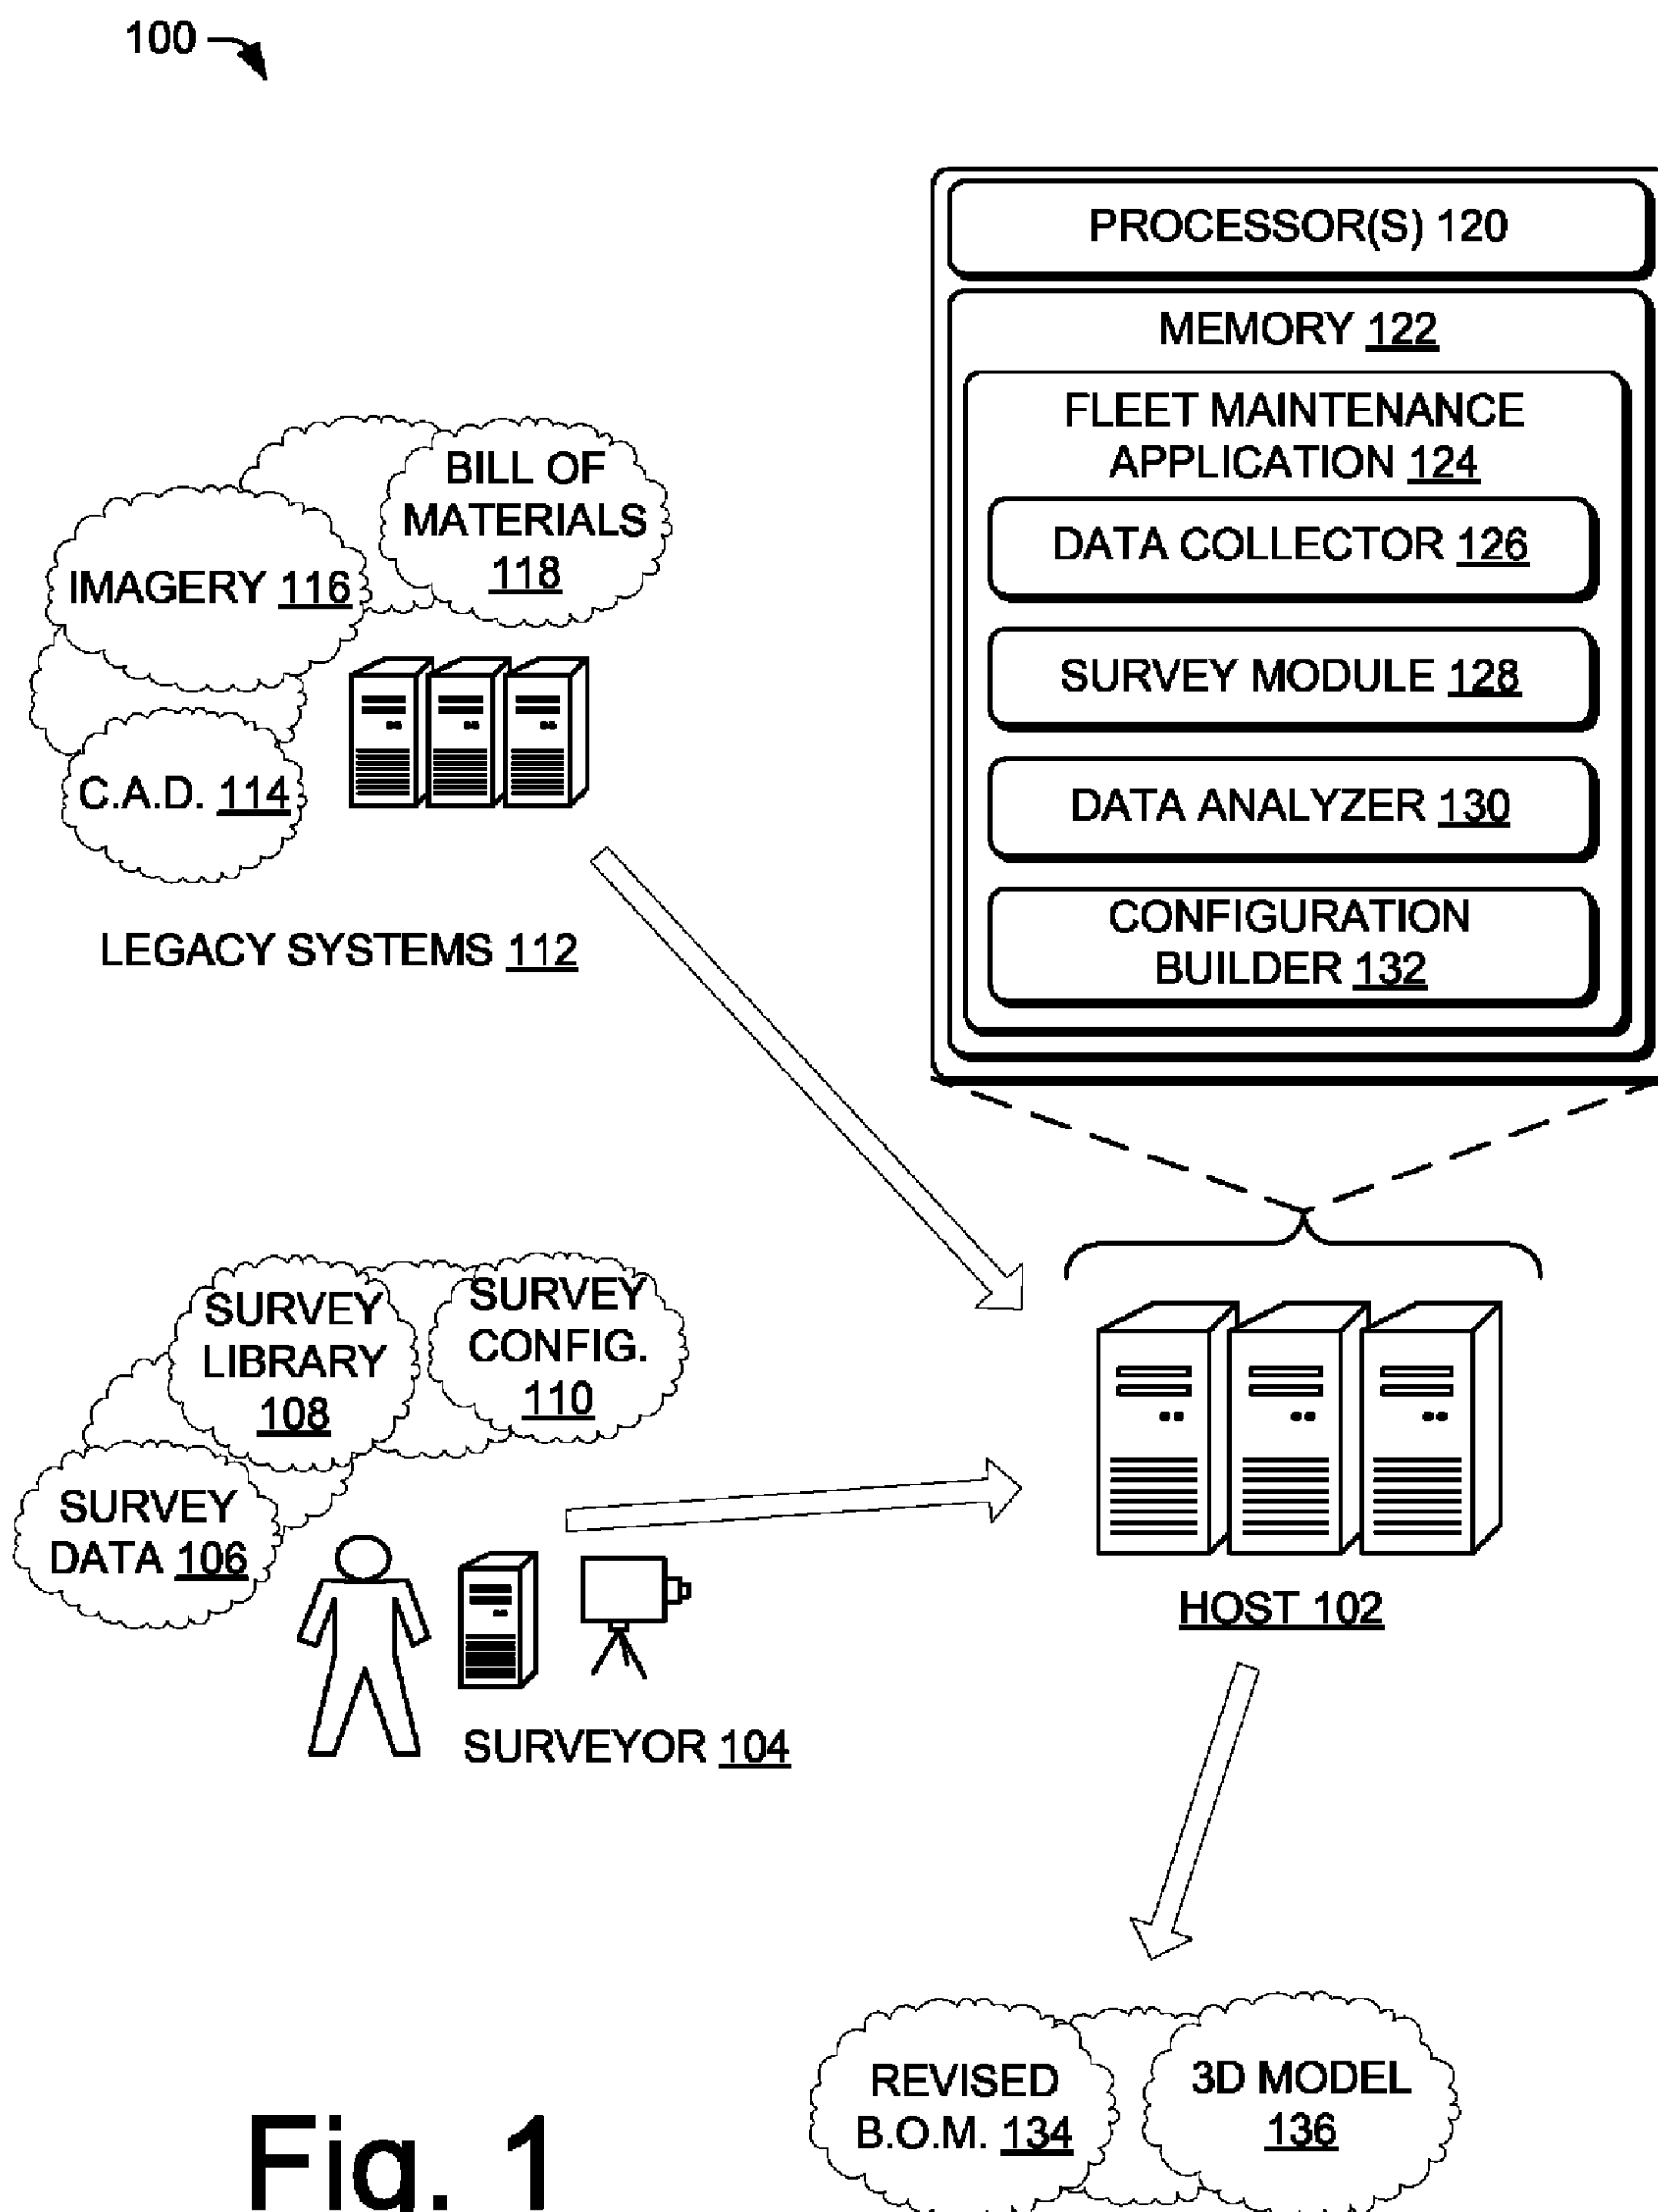 100
PROCESSOR(S) 120
MEMORY 122
FLEET MAINTENANCE
APPLICATION 124
DATA COLLECTOR 126
SURVEY MODULE 128
DATA ANALYZER 130
CONFIGURATION
BUILDER 132
BILL OF
MATERIALS
118
IMAGERY 116
C.A.D. 114
LEGACY SYSTEMS 112
SURVEY
LIBRARY
108
SURVEY
CONFIG.
110
SURVEY
DATA 106
SURVEYOR 104
HOST 102
REVISED
B.O.M. 134
3D MODEL
136
Fig. 1